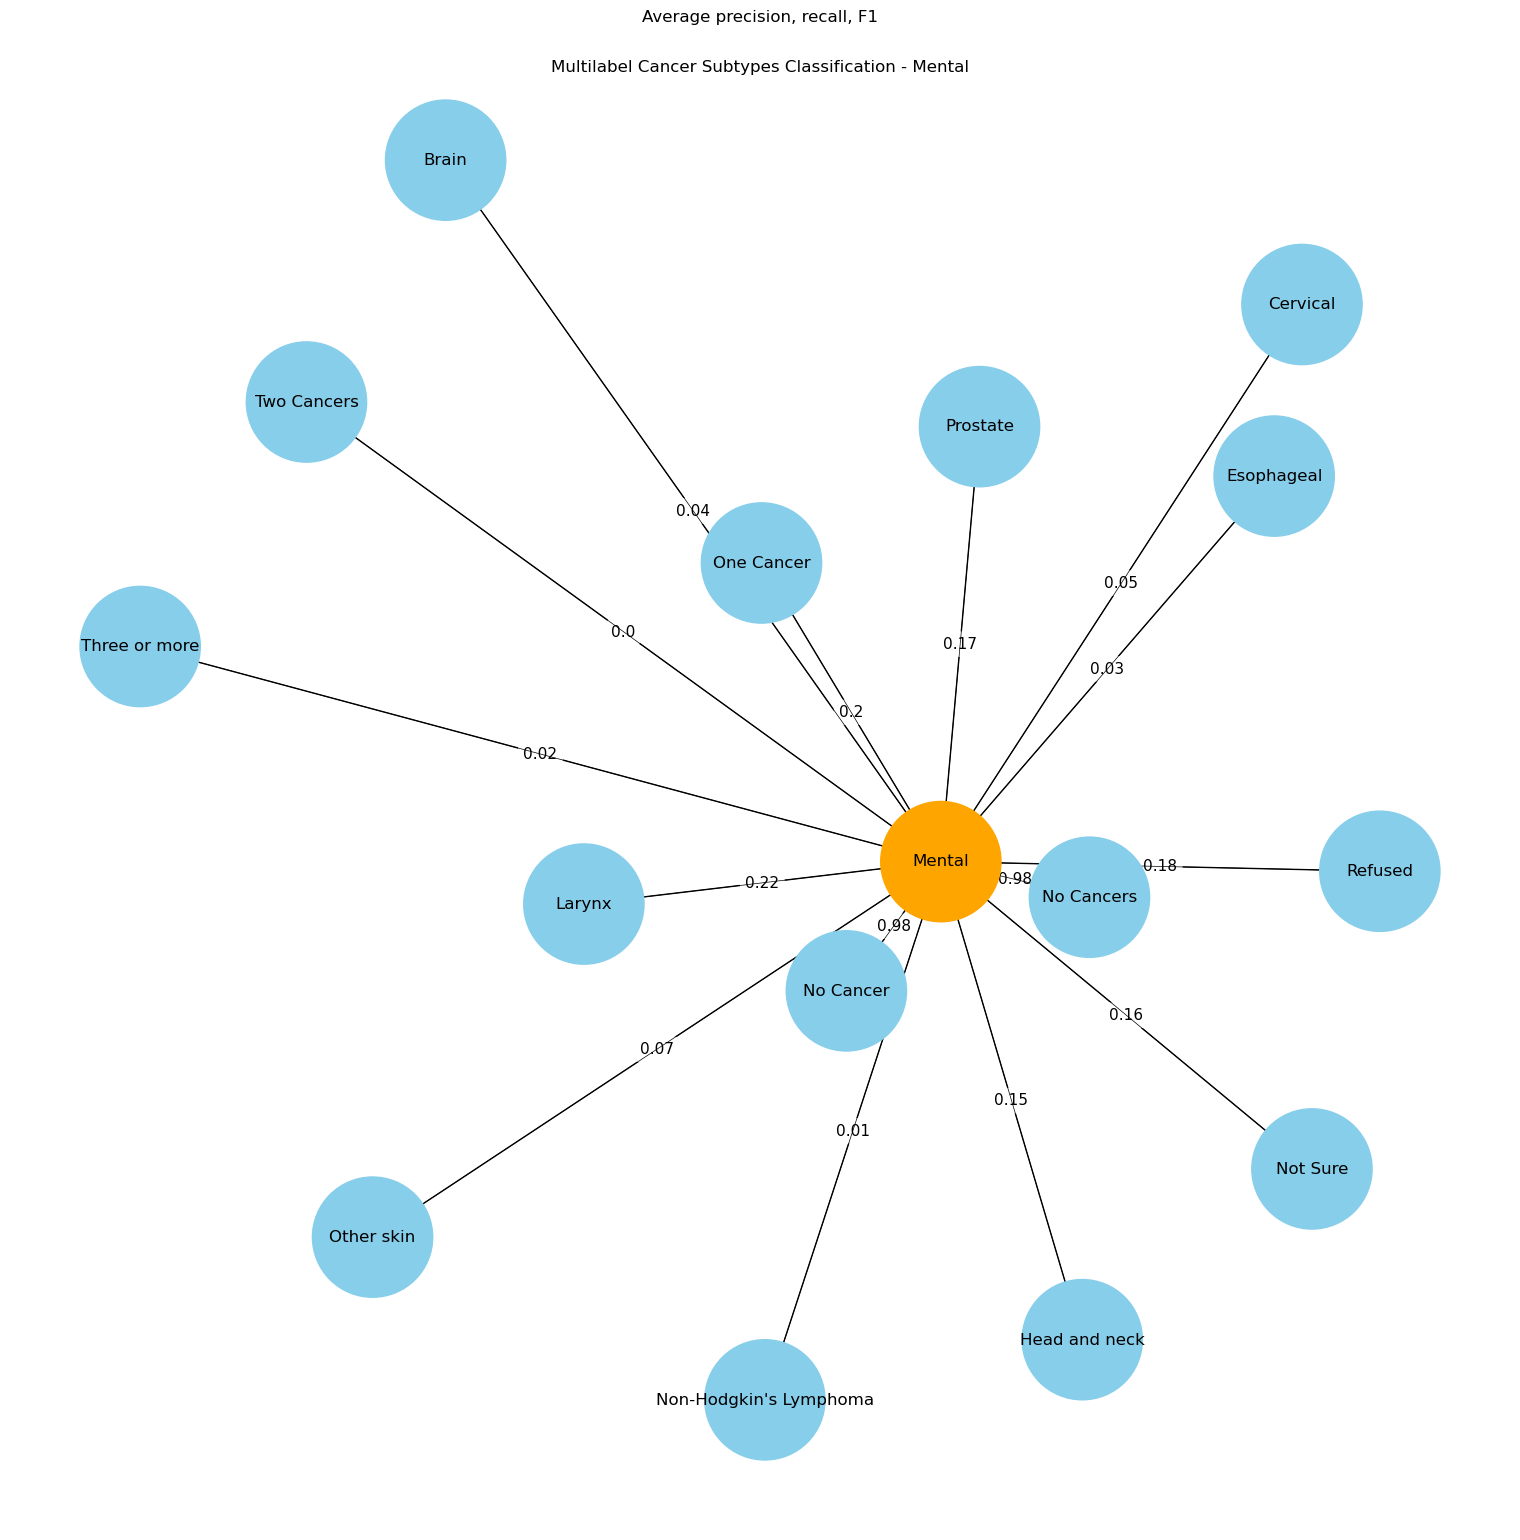 Average precision, recall, F1
Multilabel Cancer Subtypes Classification - Mental
Brain
Cervical
Two Cancers
Prostate
Esophageal
0.04
One Cancer
0.05
0.0
Three or more
0.17
0.03
0.2
0.02
Mental
0.18
Refused
0.98
Larynx
0.22
No Cancers
0.98
No Cancer
0.16
0.07
0.15
0.01
Not Sure
Other skin
Head and neck
Non-Hodgkin's Lymphoma